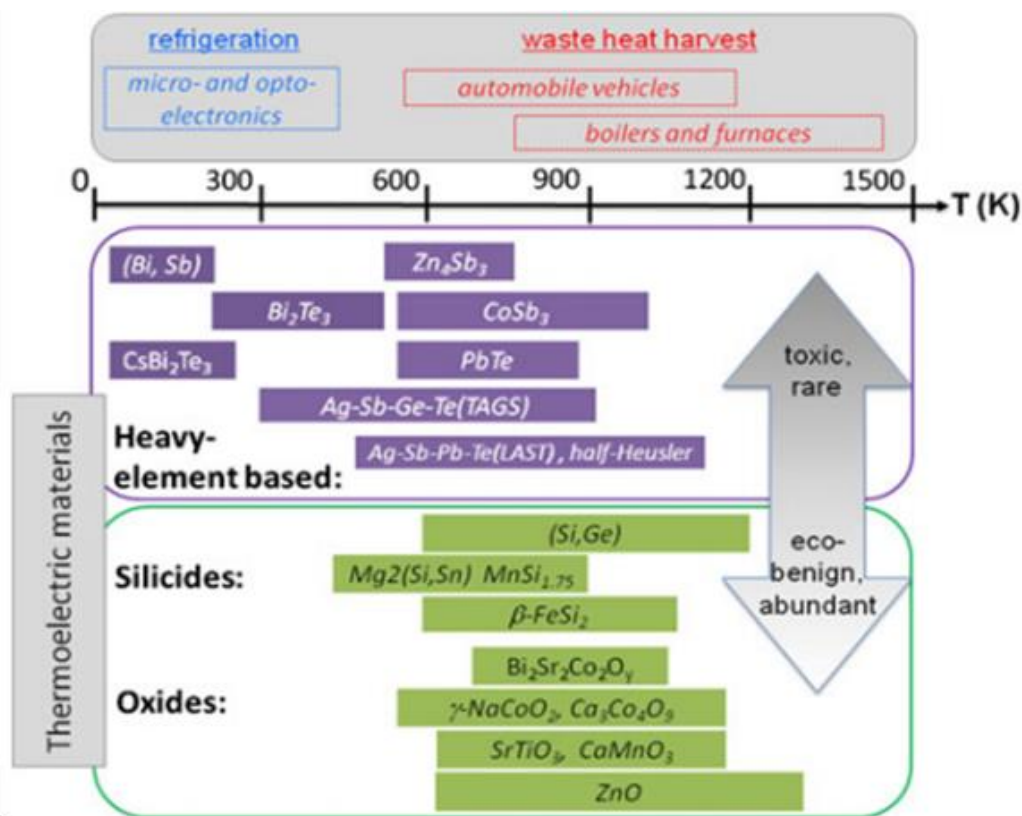 refrigeration
waste heat harvest
micro- and opto-
electronics
automobile vehicles
boilers and furnaces
0 300 600 900 1200 1500
T (K)
(Bi, Sb)
Zn₄Sb₃
Bi₂Te₃
CoSb₃
CsBi₂Te₃
PbTe
Ag-Sb-Ge-Te(TAGS)
Ag-Sb-Pb-Te(LAST) , half-Heusler
Heavy-
element based:
toxic,
rare
Thermoelectric materials
(Si,Ge)
Silicides:
Mg2(Si,Sn) MnSi₁.₇₅
β-FeSi₂
eco-
benign,
abundant
Bi₂Sr₂Co₂Oᵧ
Oxides:
γ-NaCoO₂, Ca₃Co₄O₉
SrTiO₃, CaMnO₃
ZnO